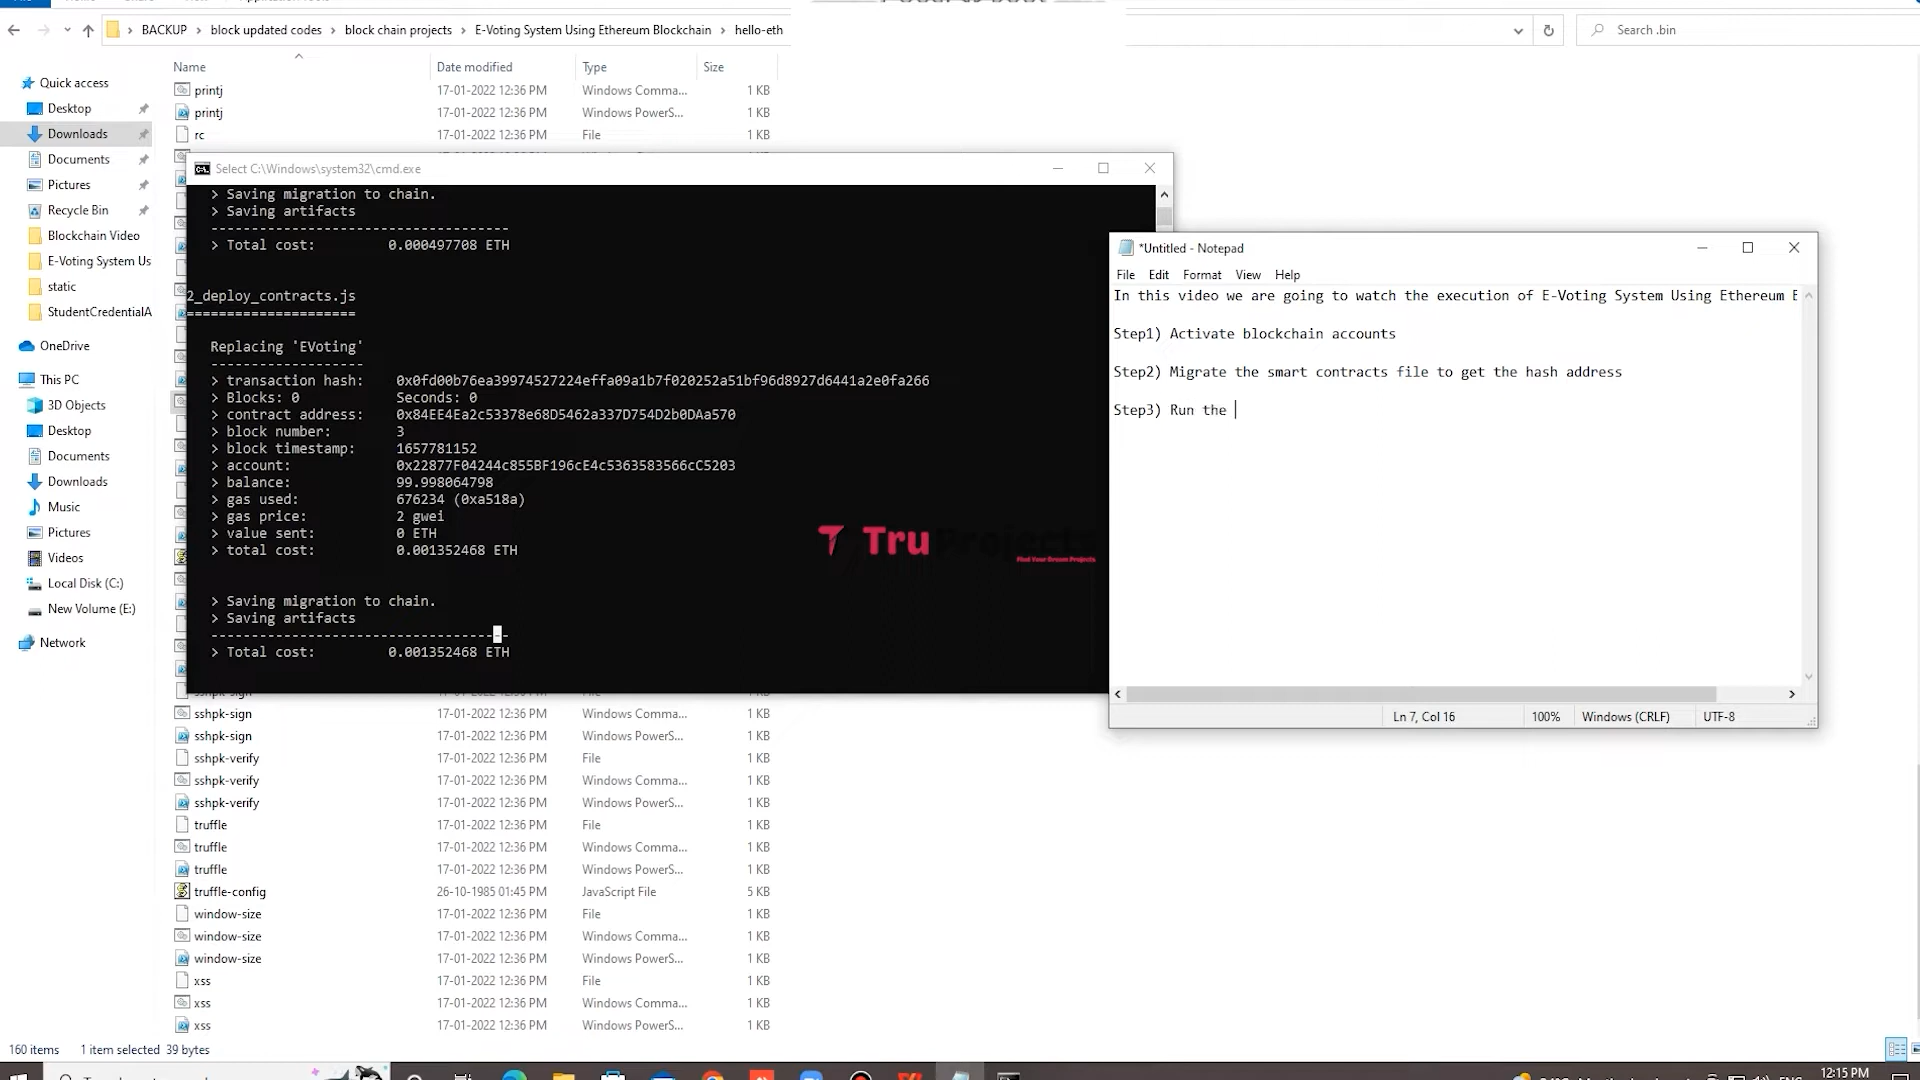 BACKUP > block updated codes > block chain projects > E-Voting System Using Ethereum Blockchain > hello-eth
Search .bin
Name Date modified Type Size
Quick access
Desktop
Downloads
Documents
Pictures
Recycle Bin
Blockchain Video
E-Voting System Us
static
StudentCredentialA
OneDrive
This PC
3D Objects
Desktop
Documents
Downloads
Music
Pictures
Videos
Local Disk (C:)
New Volume (E:)
Network
printj 17-01-2022 12:36 PM Windows Comma... 1 KB
printj 17-01-2022 12:36 PM Windows PowerS... 1 KB
rc 17-01-2022 12:36 PM File 1 KB
Select C:\Windows\system32\cmd.exe
> Saving migration to chain.
> Saving artifacts
-------------------------------------
> Total cost: 0.000497708 ETH
2_deploy_contracts.js
=====================
Replacing 'EVoting'
-------------------
> transaction hash: 0x0fd00b76ea39974527224effa09a1b7f020252a51bf96d8927d6441a2e0fa266
> Blocks: 0 Seconds: 0
> contract address: 0x84EE4Ea2c53378e68D5462a337D754D2b0DAa570
> block number: 3
> block timestamp: 1657781152
> account: 0x22877F04244c855BF196cE4c5363583566cC5203
> balance: 99.998064798
> gas used: 676234 (0xa518a)
> gas price: 2 gwei
> value sent: 0 ETH
> total cost: 0.001352468 ETH
> Saving migration to chain.
> Saving artifacts
-------------------------------------
> Total cost: 0.001352468 ETH
TruProjects
Find Your Dream Projects
*Untitled - Notepad
File Edit Format View Help
In this video we are going to watch the execution of E-Voting System Using Ethereum
Step1) Activate blockchain accounts
Step2) Migrate the smart contracts file to get the hash address
Step3) Run the
Ln 7, Col 16 100% Windows (CRLF) UTF-8
sshpk-sign 17-01-2022 12:36 PM File 1 KB
sshpk-sign 17-01-2022 12:36 PM Windows Comma... 1 KB
sshpk-sign 17-01-2022 12:36 PM Windows PowerS... 1 KB
sshpk-verify 17-01-2022 12:36 PM File 1 KB
sshpk-verify 17-01-2022 12:36 PM Windows Comma... 1 KB
sshpk-verify 17-01-2022 12:36 PM Windows PowerS... 1 KB
truffle 17-01-2022 12:36 PM File 1 KB
truffle 17-01-2022 12:36 PM Windows Comma... 1 KB
truffle 17-01-2022 12:36 PM Windows PowerS... 1 KB
truffle-config 26-10-1985 01:45 PM JavaScript File 5 KB
window-size 17-01-2022 12:36 PM File 1 KB
window-size 17-01-2022 12:36 PM Windows Comma... 1 KB
window-size 17-01-2022 12:36 PM Windows PowerS... 1 KB
xss 17-01-2022 12:36 PM File 1 KB
xss 17-01-2022 12:36 PM Windows Comma... 1 KB
xss 17-01-2022 12:36 PM Windows PowerS... 1 KB
160 items 1 item selected 39 bytes
12:15 PM